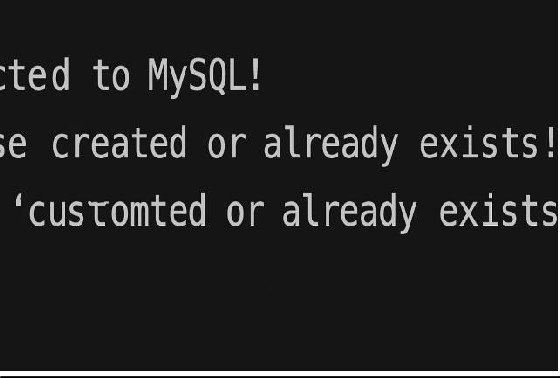 cted to MySQL!
se created or already exists!
‘customted or already exists